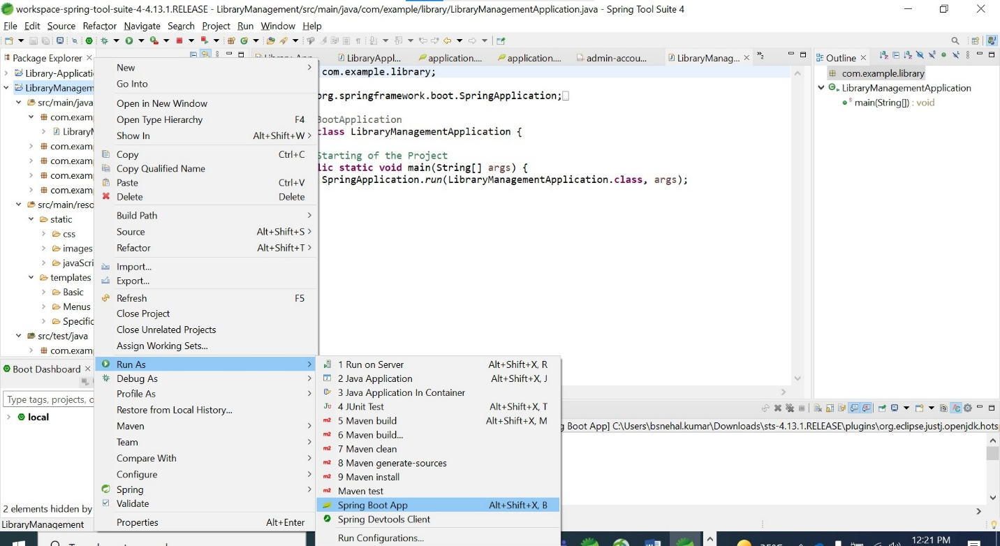 workspace-spring-tool-suite-4-4.13.1.RELEASE - LibraryManagement/src/main/java/com/example/library/LibraryManagementApplication.java - Spring Tool Suite 4
File Edit Source Refactor Navigate Search Project Run Window Help
Package Explorer
LibraryAppl...
application....
application....
admin-accou...
LibraryManag...
Outline
Library-Applicati
LibraryManagem
src/main/java
com.exam
LibraryM
com.exam
com.exam
com.exam
com.exam
src/main/reso
static
css
images
javaScri
templates
Basic
Menus
Specific
src/test/java
com.exam
Boot Dashboard
Type tags, projects, o
local
2 elements hidden by
LibraryManagement
New
Go Into
Open in New Window
Open Type Hierarchy F4
Show In Alt+Shift+W
Copy Ctrl+C
Copy Qualified Name
Paste Ctrl+V
Delete Delete
Build Path
Source Alt+Shift+S
Refactor Alt+Shift+T
Import...
Export...
Refresh F5
Close Project
Close Unrelated Projects
Assign Working Sets...
Run As
Debug As
Profile As
Restore from Local History...
Maven
Team
Compare With
Configure
Spring
Validate
Properties Alt+Enter
1 Run on Server Alt+Shift+X, R
2 Java Application Alt+Shift+X, J
3 Java Application In Container
4 JUnit Test Alt+Shift+X, T
5 Maven build Alt+Shift+X, M
6 Maven build...
7 Maven clean
8 Maven generate-sources
9 Maven install
Maven test
Spring Boot App Alt+Shift+X, B
Spring Devtools Client
Run Configurations...
com.example.library;
org.springframework.boot.SpringApplication;
BootApplication
class LibraryManagementApplication {
Starting of the Project
lic static void main(String[] args) {
SpringApplication.run(LibraryManagementApplication.class, args);
com.example.library
LibraryManagementApplication
main(String[]) : void
g Boot App] C:\Users\bsnehal.kumar\Downloads\sts-4.13.1.RELEASE\plugins\org.eclipse.justj.openjdk.hots
12:21 PM